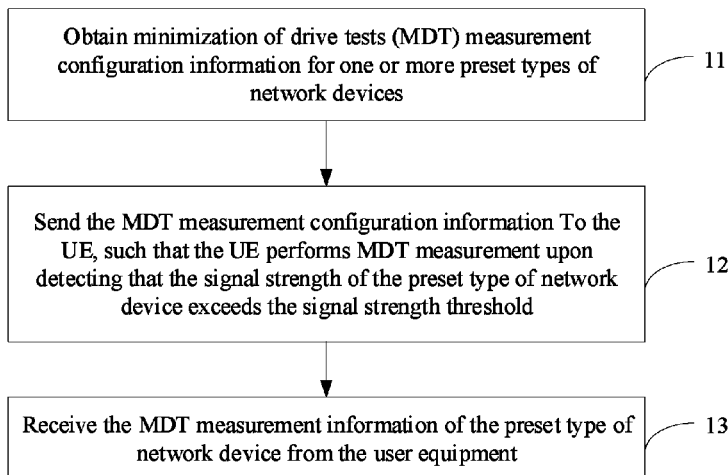 Obtain minimization of drive tests (MDT) measurement
configuration information for one or more preset types of
network devices
11
Send the MDT measurement configuration information To the
UE, such that the UE performs MDT measurement upon
detecting that the signal strength of the preset type of network
device exceeds the signal strength threshold
12
Receive the MDT measurement information of the preset type of
network device from the user equipment
13